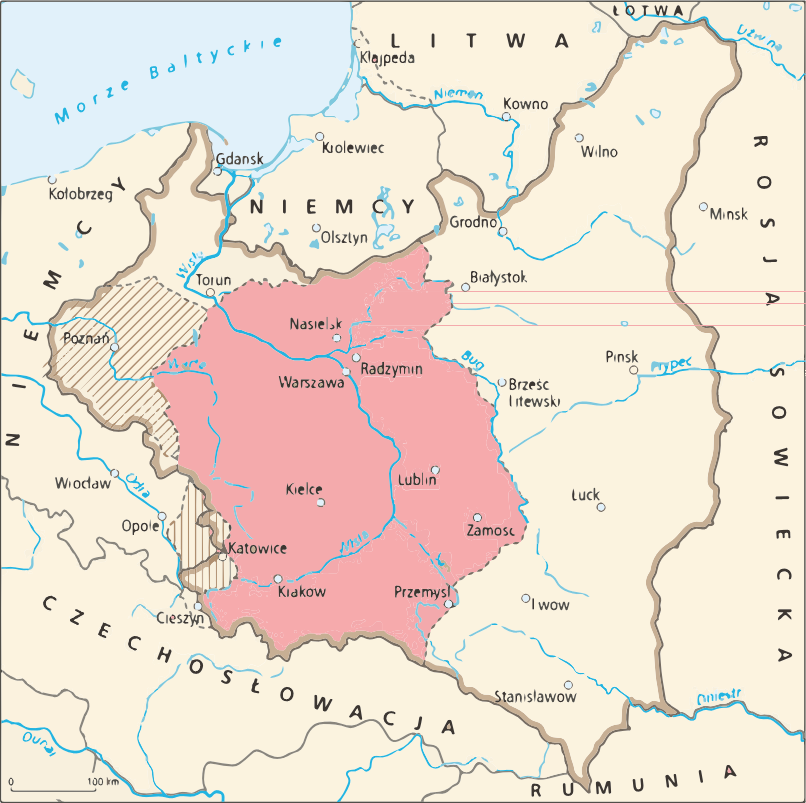 ŁOTWA
Dźwina
LITWA
Morze Bałtyckie
Kłajpeda
Niemen
Kowno
Wilno
Królewiec
Gdańsk
Kołobrzeg
NIEMCY
NIEMCY
Olsztyn
Grodno
Mińsk
ROSJA SOWIECKA
Wisła
Toruń
Białystok
Nasielsk
Poznań
Warta
Radzymin
Warszawa
Bug
Brześć
Litewski
Pińsk
Prypeć
Wrocław
Odra
Opole
Kielce
Lublin
Łuck
Zamość
Wisła
Katowice
Kraków
Przemyśl
Lwów
Cieszyn
CZECHOSŁOWACJA
Stanisławów
Dniestr
Dunaj
0 100 km
RUMUNIA